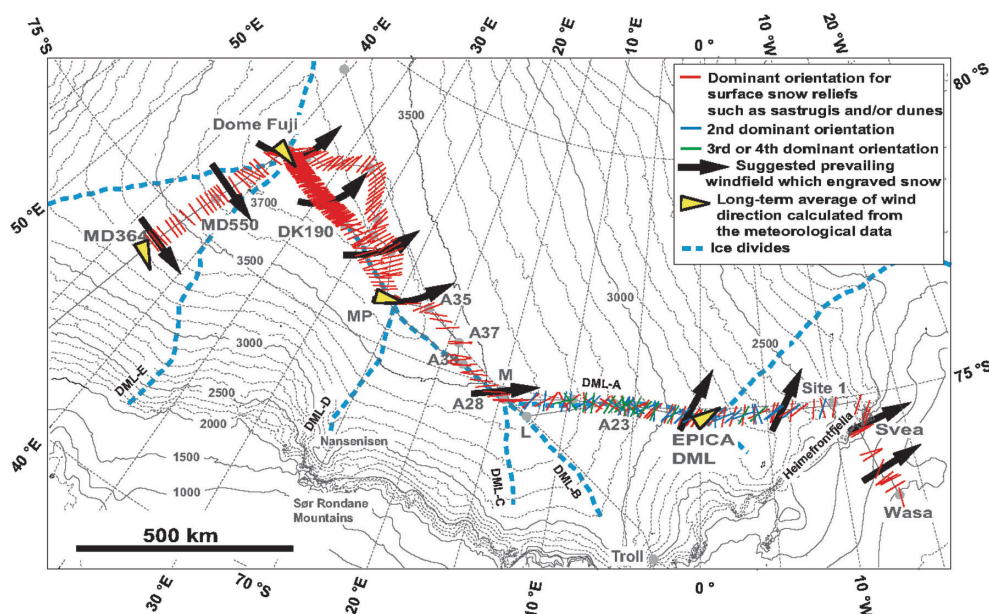 75 °S
50 °E
40 °E
30 °E
20 °E
10 °E
0 °
10 °W
20 °W
80 °S
Dominant orientation for
surface snow reliefs
such as sastrugis and/or dunes
2nd dominant orientation
3rd or 4th dominant orientation
Suggested prevailing
windfield which engraved snow
Long-term average of wind
direction calculated from
the meteorological data
Ice divides
3500
Dome Fuji
50 °E
3700
MD550
DK190
MD364
3500
MP
A35
3000
A37
2500
3000
75 °S
M
DML-A
Site 1
DML-E
A28
A23
2500
DML-D
L
EPICA
DML
Svea
2000
Nansenisen
Heimefrontfjella
40 °E
1500
DML-C
DML-B
1000
Sør Rondane
Mountains
Wasa
500 km
Troll
30 °E
70 °S
20 °E
10 °E
0 °
10 °W